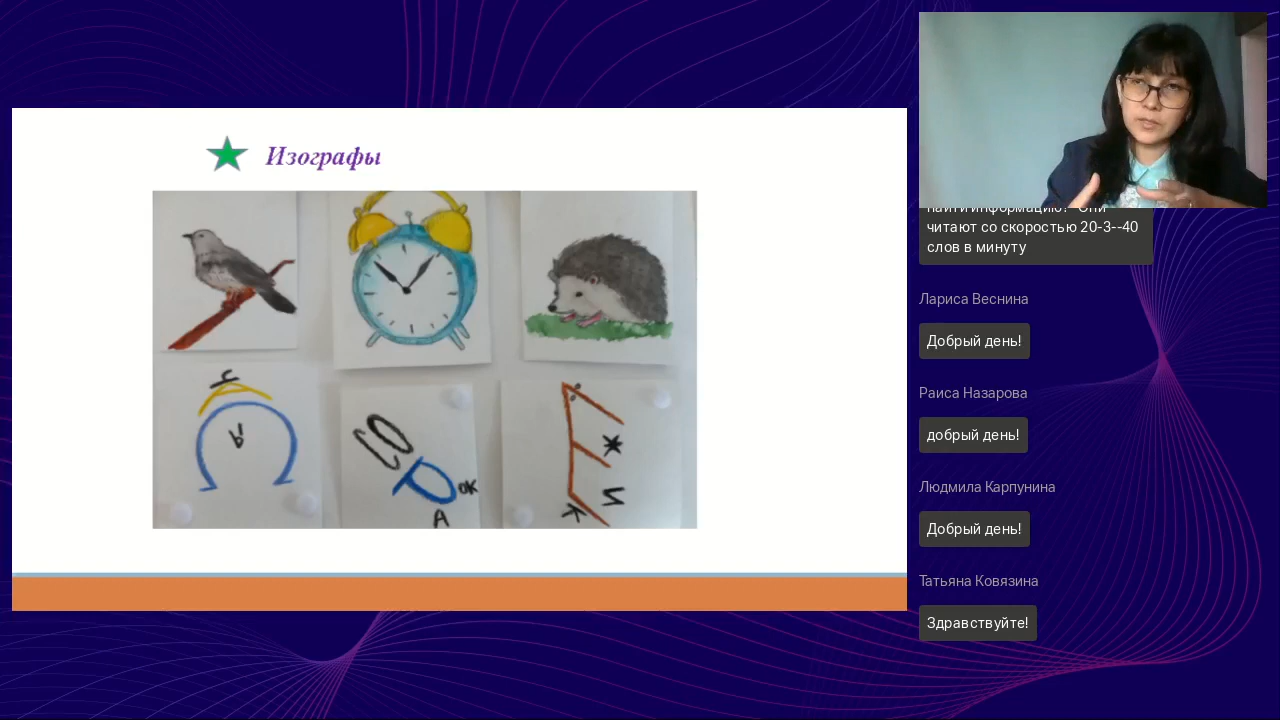 Изографы
Ч
А
С
Ы
С
О
Р
ОК
А
Е
Ж
И
К
найти информацию? Они
читают со скоростью 20-3--40
слов в минуту
Лариса Веснина
Добрый день!
Раиса Назарова
добрый день!
Людмила Карпунина
Добрый день!
Татьяна Ковязина
Здравствуйте!